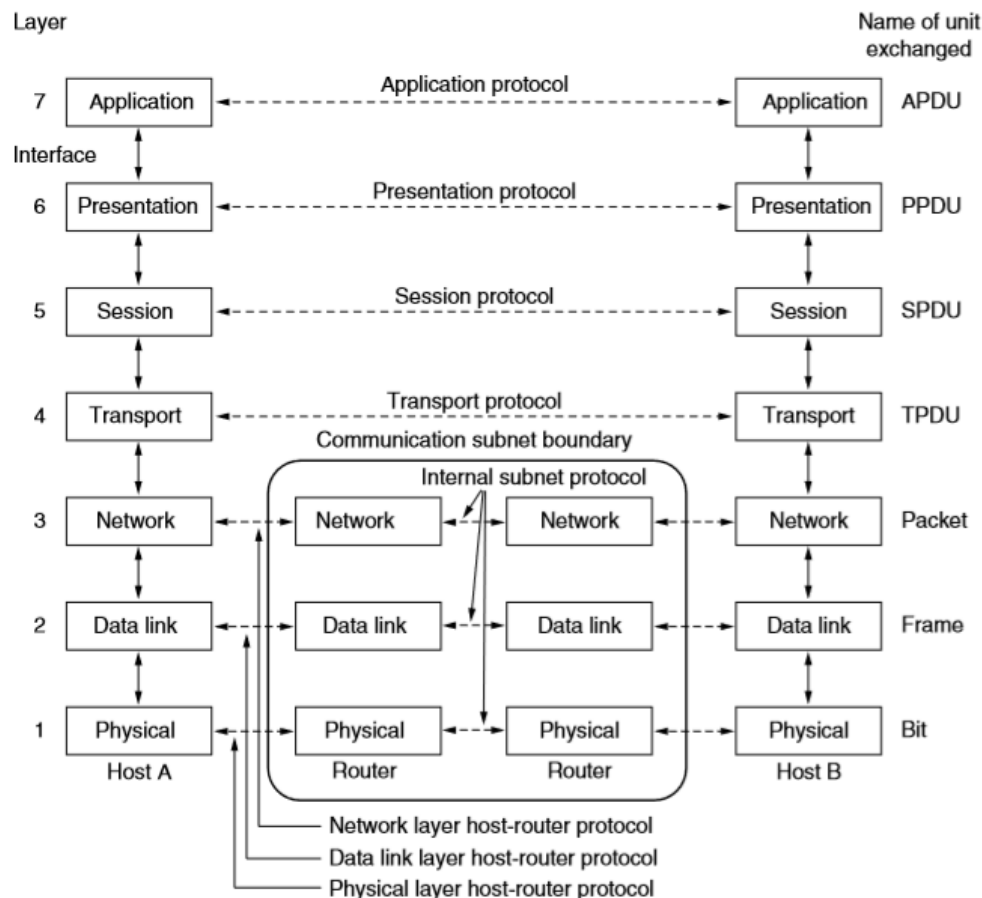 Layer
Name of unit
exchanged
Application protocol
7 Application Application APDU
Interface
Presentation protocol
6 Presentation Presentation PPDU
Session protocol
5 Session Session SPDU
Transport protocol
4 Transport Transport TPDU
Communication subnet boundary
Internal subnet protocol
3 Network Network Network Network Packet
2 Data link Data link Data link Data link Frame
1 Physical Physical Physical Physical Bit
Host A Router Router Host B
Network layer host-router protocol
Data link layer host-router protocol
Physical layer host-router protocol